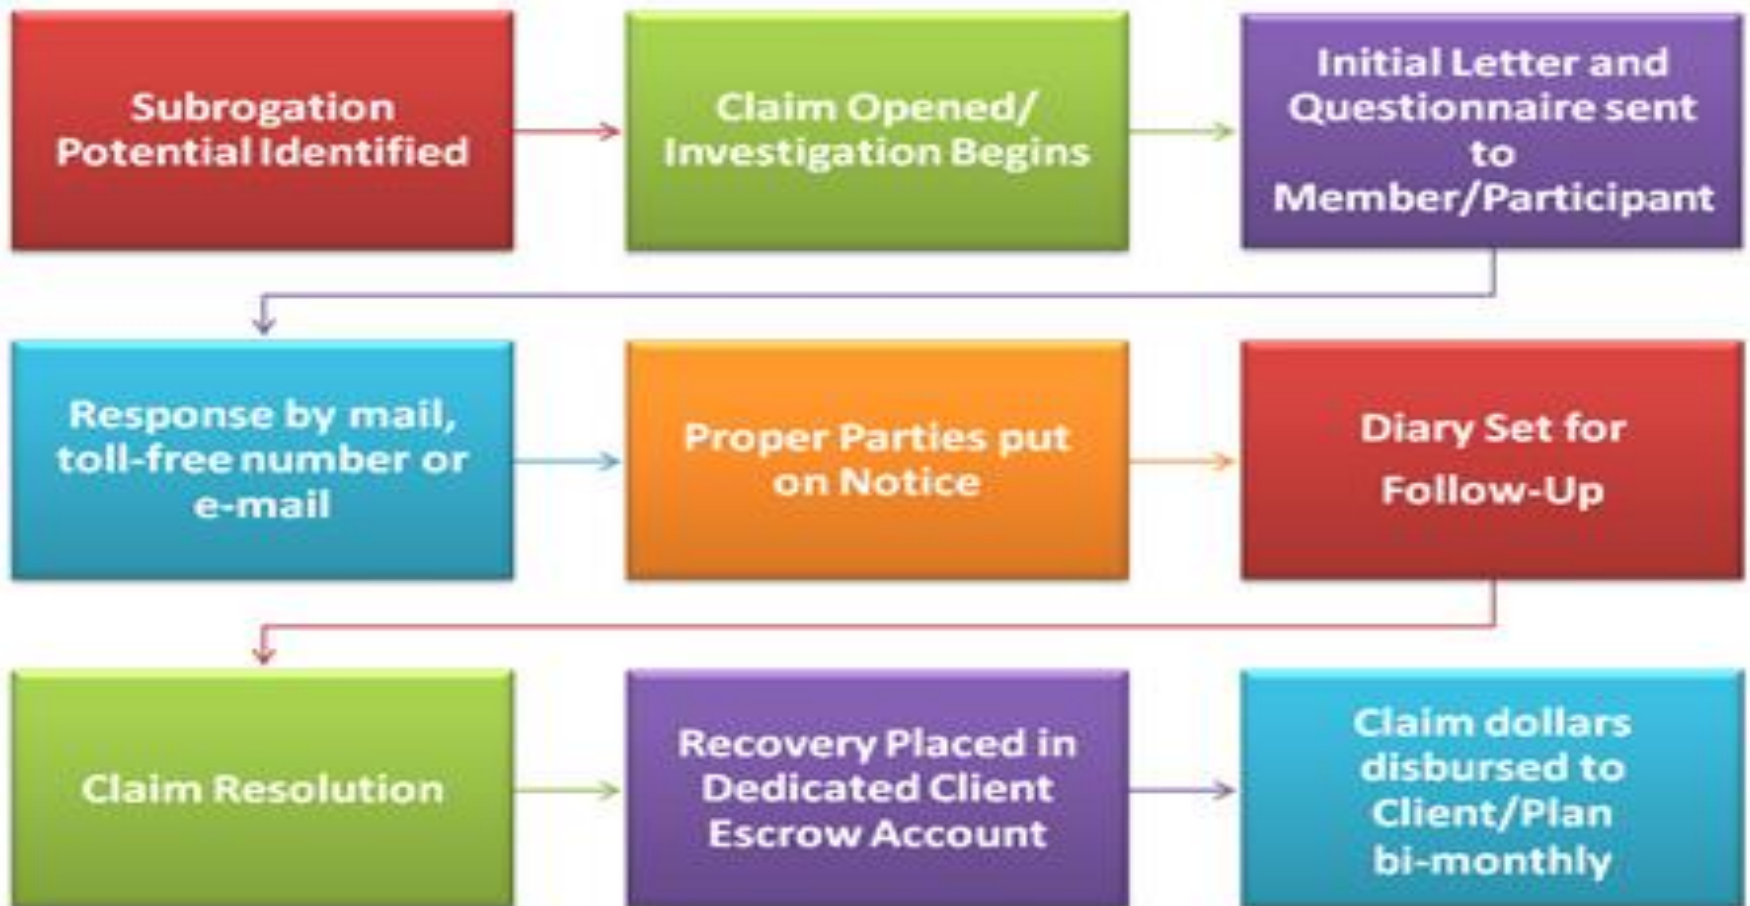 Subrogation
Potential Identified
Claim Opened/
Investigation Begins
Initial Letter and
Questionnaire sent
to
Member/Participant
Response by mail,
toll-free number or
e-mail
Proper Parties put
on Notice
Diary Set for
Follow-Up
Claim Resolution
Recovery Placed in
Dedicated Client
Escrow Account
Claim dollars
disbursed to
Client/Plan
bi-monthly